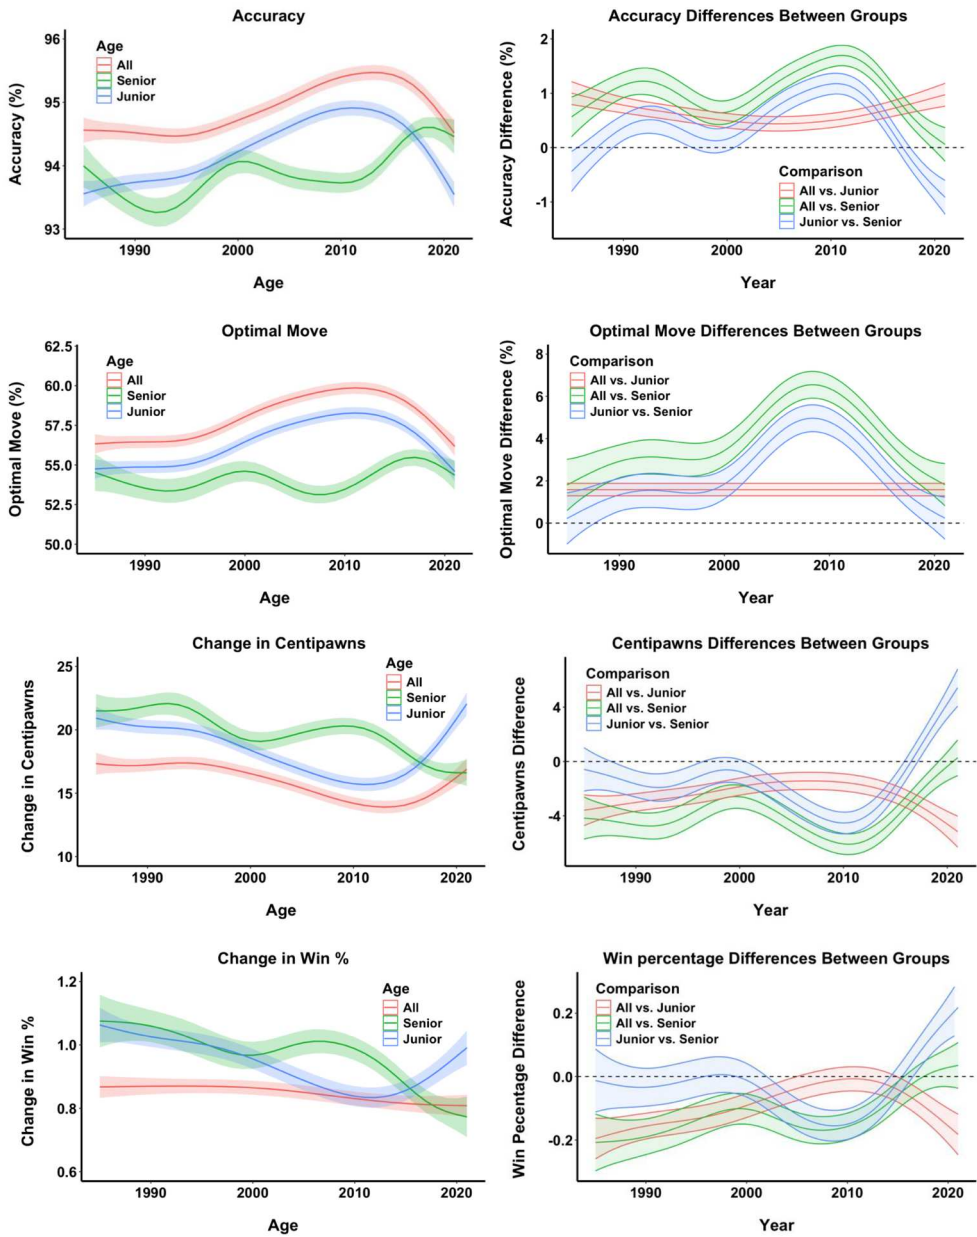 Accuracy
Accuracy (%)
96
95
94
93
Age
All
Senior
Junior
1990
2000
2010
2020
Age
Accuracy Differences Between Groups
Accuracy Difference (%)
2
1
0
-1
Comparison
All vs. Junior
All vs. Senior
Junior vs. Senior
1990
2000
2010
2020
Year
Optimal Move
Optimal Move (%)
62.5
60.0
57.5
55.0
52.5
50.0
Age
All
Senior
Junior
1990
2000
2010
2020
Age
Optimal Move Differences Between Groups
Optimal Move Difference (%)
8
6
4
2
0
Comparison
All vs. Junior
All vs. Senior
Junior vs. Senior
1990
2000
2010
2020
Year
Change in Centipawns
Change in Centipawns
25
20
15
10
Age
All
Senior
Junior
1990
2000
2010
2020
Age
Centipawns Differences Between Groups
Centipawns Difference
4
0
-4
Comparison
All vs. Junior
All vs. Senior
Junior vs. Senior
1990
2000
2010
2020
Year
Change in Win %
Change in Win %
1.2
1.0
0.8
0.6
Age
All
Senior
Junior
1990
2000
2010
2020
Age
Win percentage Differences Between Groups
Win Pecentage Difference
0.2
0.0
-0.2
Comparison
All vs. Junior
All vs. Senior
Junior vs. Senior
1990
2000
2010
2020
Year